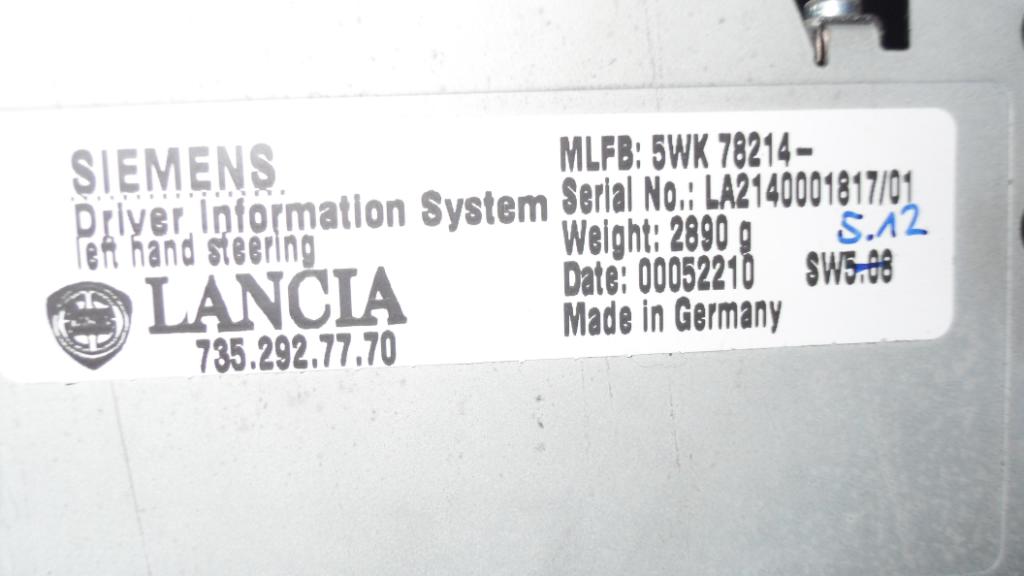 SIEMENS
Driver Information System
left hand steering
LANCIA
735.292.77.70
MLFB: 5WK 78214-
Serial No.: LA2140001817/01
Weight: 2890 g
5.12
Date: 00052210 SW5.08
Made in Germany